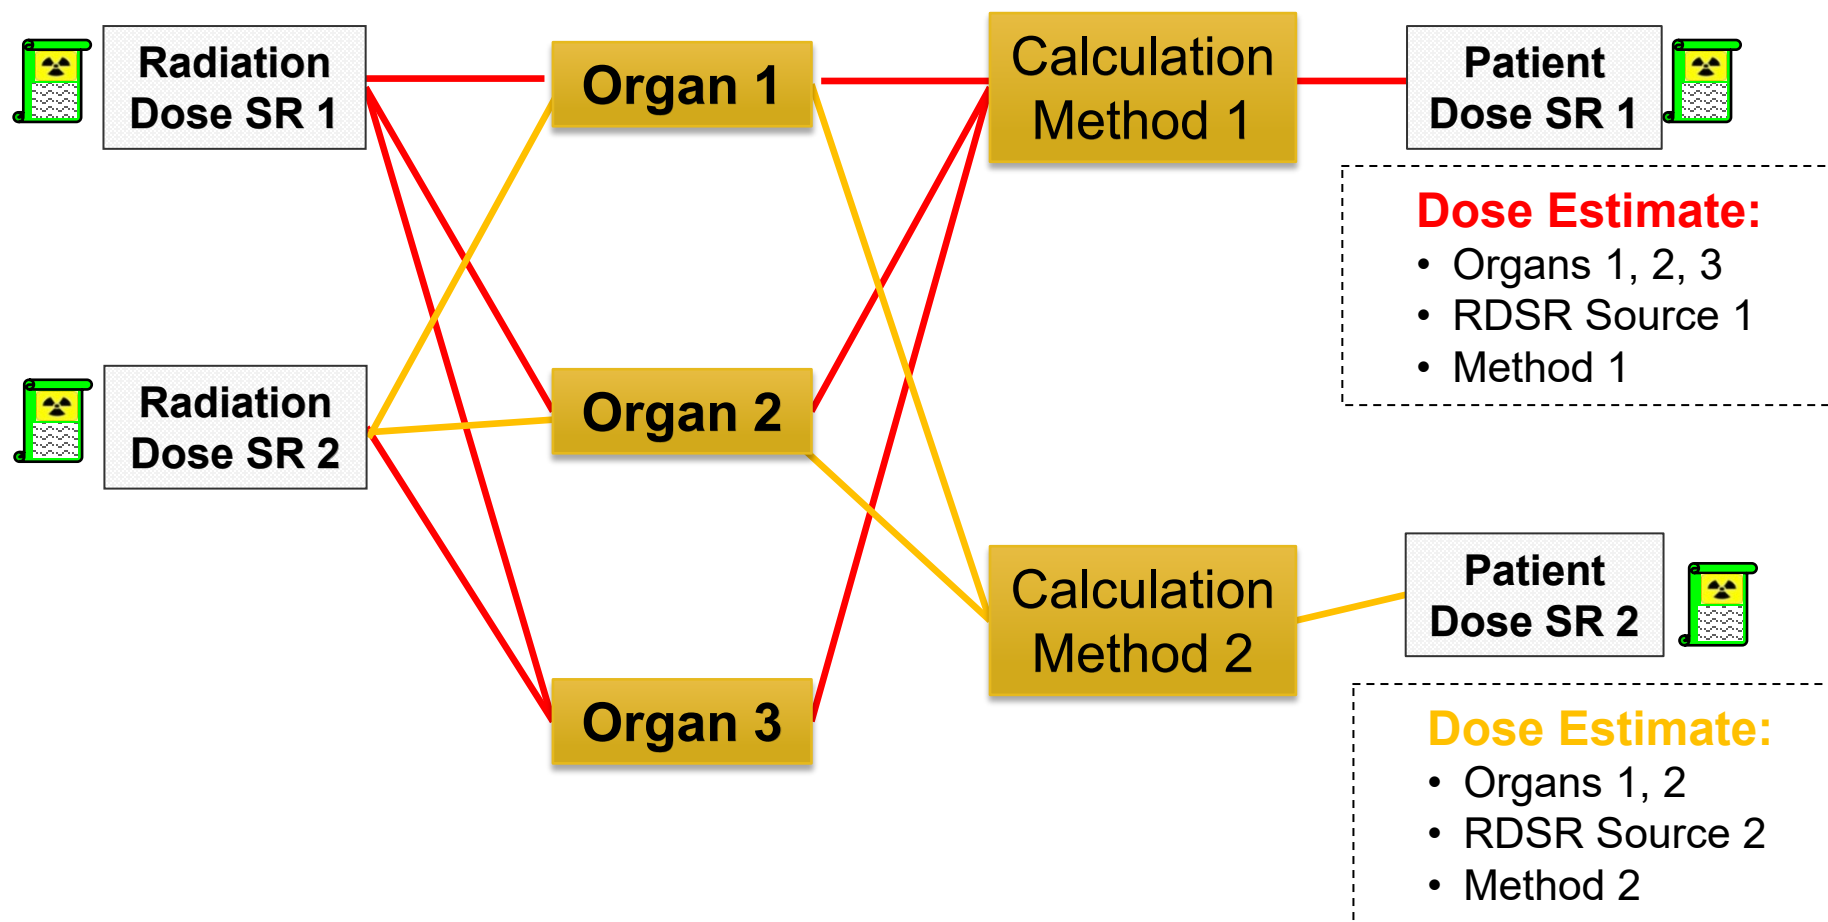 Radiation
Dose SR 1
Organ 1
Calculation
Method 1
Patient
Dose SR 1
Dose Estimate:
• Organs 1, 2, 3
• RDSR Source 1
• Method 1
Radiation
Dose SR 2
Organ 2
Calculation
Method 2
Patient
Dose SR 2
Organ 3
Dose Estimate:
• Organs 1, 2
• RDSR Source 2
• Method 2